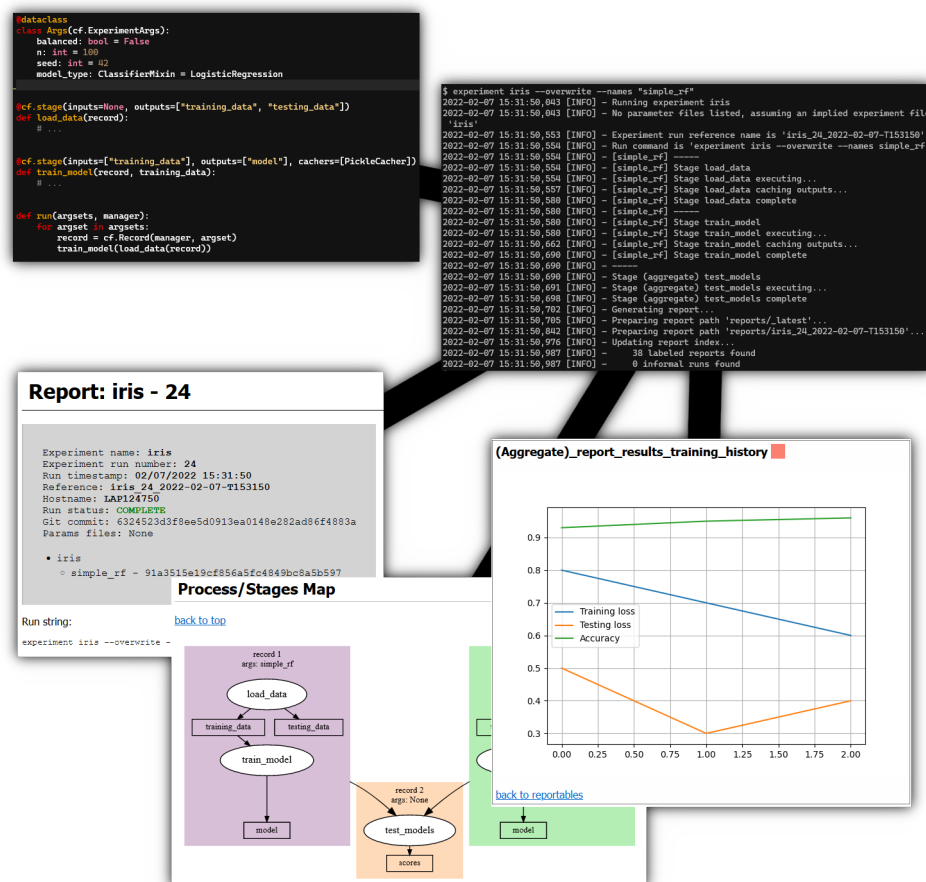 @dataclass
class Args(cf.ExperimentArgs):
balanced: bool = False
n: int = 100
seed: int = 42
model_type: ClassifierMixin = LogisticRegression
@cf.stage(inputs=None, outputs=["training_data", "testing_data"])
def load_data(record):
# ...
@cf.stage(inputs=["training_data"], outputs=["model"], cachers=[PickleCacher])
def train_model(record, training_data):
# ...
def run(argsets, manager):
for argset in argsets:
record = cf.Record(manager, argset)
train_model(load_data(record))
$ experiment iris --overwrite --names "simple_rf"
2022-02-07 15:31:50,043 [INFO] - Running experiment iris
2022-02-07 15:31:50,043 [INFO] - No parameter files listed, assuming an implied experiment file
'iris'
2022-02-07 15:31:50,553 [INFO] - Experiment run reference name is 'iris_24_2022-02-07-T153150'
2022-02-07 15:31:50,554 [INFO] - Run command is 'experiment iris --overwrite --names simple_rf
2022-02-07 15:31:50,554 [INFO] - [simple_rf] -----
2022-02-07 15:31:50,554 [INFO] - [simple_rf] Stage load_data
2022-02-07 15:31:50,554 [INFO] - [simple_rf] Stage load_data executing...
2022-02-07 15:31:50,557 [INFO] - [simple_rf] Stage load_data caching outputs...
2022-02-07 15:31:50,580 [INFO] - [simple_rf] Stage load_data complete
2022-02-07 15:31:50,580 [INFO] - [simple_rf] -----
2022-02-07 15:31:50,580 [INFO] - [simple_rf] Stage train_model
2022-02-07 15:31:50,580 [INFO] - [simple_rf] Stage train_model executing...
2022-02-07 15:31:50,662 [INFO] - [simple_rf] Stage train_model caching outputs...
2022-02-07 15:31:50,690 [INFO] - [simple_rf] Stage train_model complete
2022-02-07 15:31:50,690 [INFO] - -----
2022-02-07 15:31:50,690 [INFO] - Stage (aggregate) test_models
2022-02-07 15:31:50,691 [INFO] - Stage (aggregate) test_models executing...
2022-02-07 15:31:50,698 [INFO] - Stage (aggregate) test_models complete
2022-02-07 15:31:50,702 [INFO] - Generating report...
2022-02-07 15:31:50,705 [INFO] - Preparing report path 'reports/_latest'...
2022-02-07 15:31:50,842 [INFO] - Preparing report path 'reports/iris_24_2022-02-07-T153150'...
2022-02-07 15:31:50,976 [INFO] - Updating report index...
2022-02-07 15:31:50,987 [INFO] - 38 labeled reports found
2022-02-07 15:31:50,987 [INFO] - 0 informal runs found
Report: iris - 24
Experiment name: iris
Experiment run number: 24
Run timestamp: 02/07/2022 15:31:50
Reference: iris_24_2022-02-07-T153150
Hostname: LAP124750
Run status: COMPLETE
Git commit: 6324523d3f8ee5d0913ea0148e282ad86f4883a
Params files: None
• iris
○ simple_rf - 91a3515e19cf856a5fc4849bc8a5b597
Run string:
experiment iris --overwrite -
(Aggregate)_report_results_training_history
0.9
0.8
0.7
0.6
0.5
0.4
0.3
Training loss
Testing loss
Accuracy
0.00 0.25 0.50 0.75 1.00 1.25 1.50 1.75 2.00
back to reportables
Process/Stages Map
back to top
record 1
args: simple_rf
load_data
training_data testing_data
train_model
model
record 2
args: None
test_models
scores
model